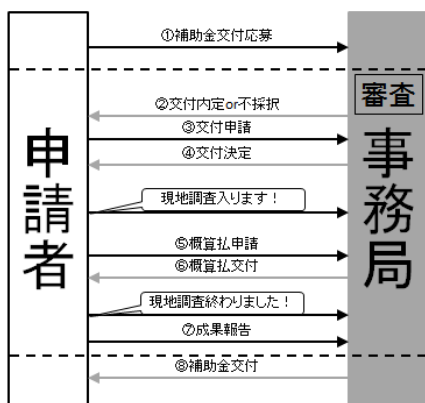 ①補助金交付応募
審査
②交付内定or不採択
③交付申請
④交付決定
申請者
事務局
現地調査入ります！
⑤概算払申請
⑥概算払交付
現地調査終わりました！
⑦成果報告
⑧補助金交付